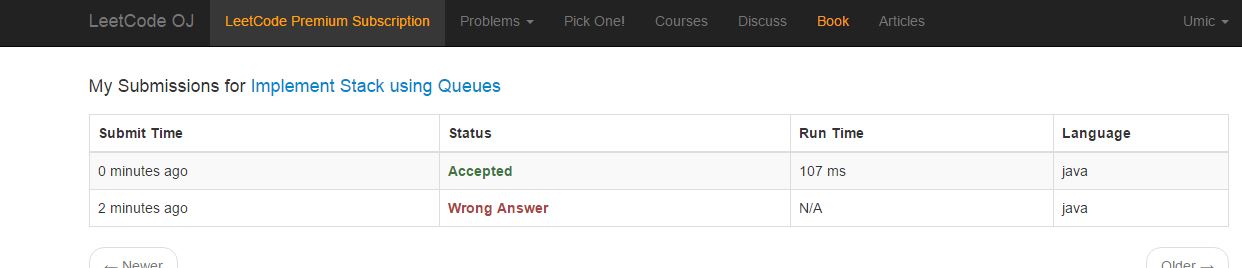 LeetCode OJ LeetCode Premium Subscription Problems Pick One! Courses Discuss Book Articles Umic
My Submissions for Implement Stack using Queues
Submit Time Status Run Time Language
0 minutes ago Accepted 107 ms java
2 minutes ago Wrong Answer N/A java
← Newer Older →